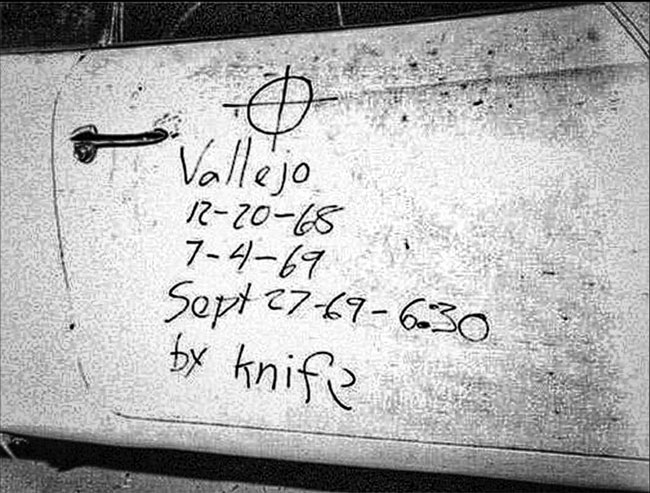 Vallejo
12-20-68
7-4-69
Sept 27-69-6:30
by knife